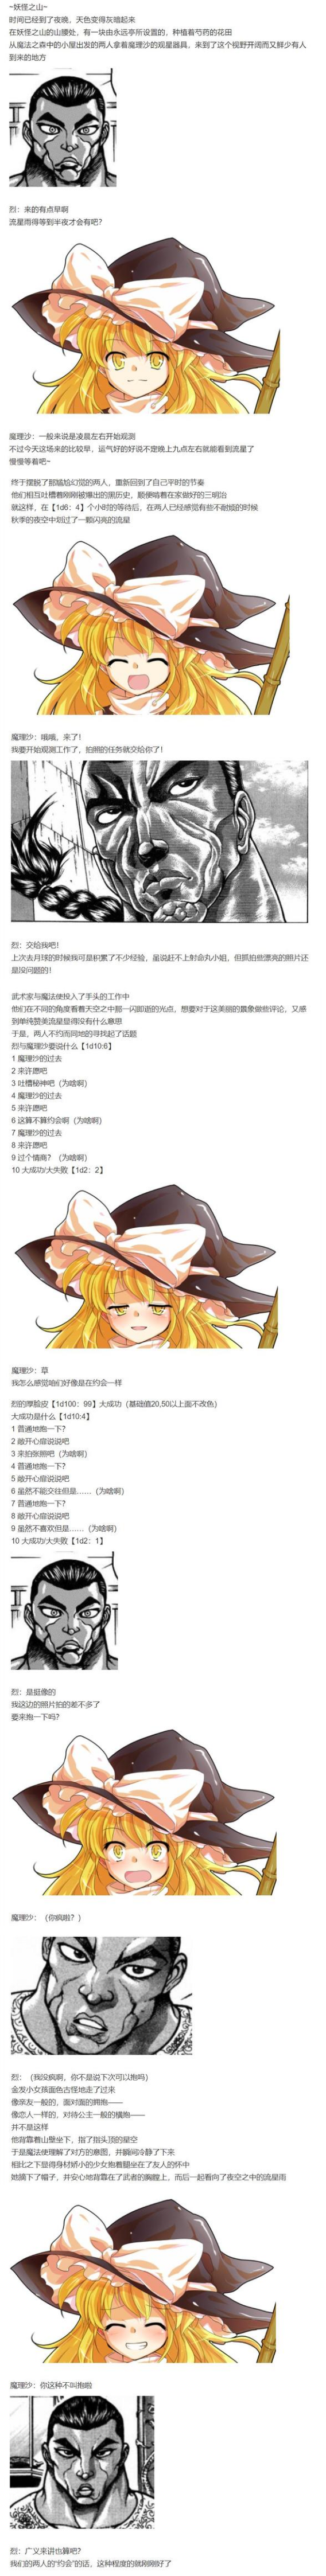 ~妖怪之山~
时间已经到了夜晚，天色变得灰暗起来
在妖怪之山的山腰处，有一块由永远亭所设置的，种植着芍药的花田
从魔法之森中的小屋出发的两人拿着魔理沙的观星器具，来到了这个视野开阔而又鲜少有人
到来的地方
烈：来的有点早啊
流星雨得等到半夜才会有吧？
魔理沙：一般来说是凌晨左右开始观测
不过今天这场来的比较早，运气好的好说不定晚上九点左右就能看到流星了
慢慢等着吧~
终于摆脱了那尴尬幻觉的两人，重新回到了自己平时的节奏
他们相互吐槽着刚刚被爆出的黑历史，顺便啃着在家做好的三明治
就这样，在【1d6：4】个小时的等待后，在两人已经感觉有些不耐烦的时候
秋季的夜空中划过了一颗闪亮的流星
魔理沙：哦哦，来了！
我要开始观测工作了，拍照的任务就交给你了！
烈：交给我吧！
上次去月球的时候我可是积累了不少经验，虽说赶不上射命丸小姐，但抓拍些漂亮的照片还
是没问题的！
武术家与魔法使投入了手头的工作中
他们在不同的角度看着天空之中那一闪即逝的光点，想要对于这美丽的景象做些评论，又感
到单纯赞美流星显得没有什么意思
于是，两人不约而同地的寻找起了话题
烈与魔理沙要说什么【1d10:6】
1 魔理沙的过去
2 来许愿吧
3 吐槽秘神吧（为啥啊）
4 魔理沙的过去
5 来许愿吧
6 这算不算约会啊（为啥啊）
7 魔理沙的过去
8 来许愿吧
9 过个情商？（为啥啊）
10 大成功/大失败【1d2：2】
魔理沙：草
我怎么感觉咱们好像是在约会一样
烈的厚脸皮【1d100：99】大成功（基础值20,50以上面不改色）
大成功是什么【1d10:4】
1 普通地抱一下？
2 敞开心扉说说吧
3 来拍张照吧（为啥啊）
4 普通地抱一下？
5 敞开心扉说说吧
6 虽然不能交往但是……（为啥啊）
7 普通地抱一下？
8 敞开心扉说说吧
9 虽然不喜欢但是……（为啥啊）
10 大成功/大失败【1d2：1】
烈：是挺像的
我这边的照片拍的差不多了
要来抱一下吗？
魔理沙：（你疯啦？）
烈：（我没疯啊，你不是说下次可以抱吗）
金发小女孩面色古怪地走了过来
像亲友一般的，面对面的拥抱——
像恋人一样的，对待公主一般的横抱——
并不是这样
他背靠着山壁坐下，指了指头顶的星空
于是魔法使理解了对方的意图，并瞬间冷静了下来
相比之下显得身材娇小的少女抱着腿坐在了友人的怀中
她摘下了帽子，并安心地背靠在了武者的胸膛上，而后一起看向了夜空之中的流星雨
魔理沙：你这种不叫抱啦
烈：广义来讲也算吧？
我们的两人的“约会”的话，这种程度的就刚刚好了